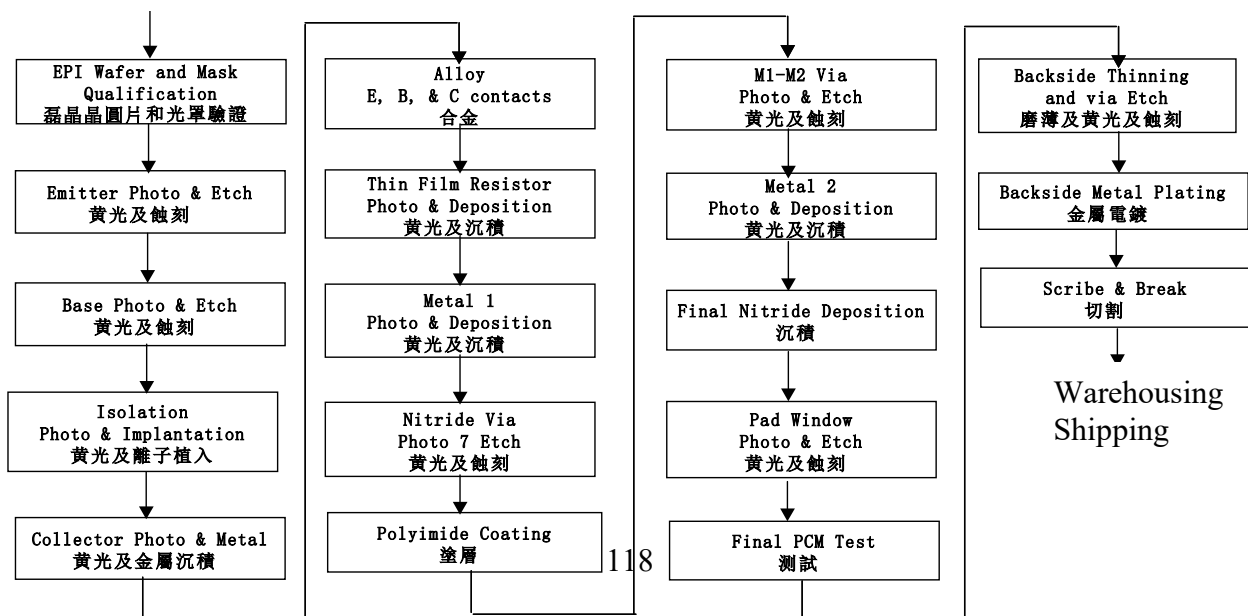 EPI Wafer and Mask
Qualification
磊晶晶圓片和光罩驗證
Emitter Photo & Etch
黃光及蝕刻
Base Photo & Etch
黃光及蝕刻
Isolation
Photo & Implantation
黃光及離子植入
Collector Photo & Metal
黃光及金屬沉積
Alloy
E, B, & C contacts
合金
Thin Film Resistor
Photo & Deposition
黃光及沉積
Metal 1
Photo & Deposition
黃光及沉積
Nitride Via
Photo 7 Etch
黃光及蝕刻
Polyimide Coating
塗層
M1-M2 Via
Photo & Etch
黃光及蝕刻
Metal 2
Photo & Deposition
黃光及沉積
Final Nitride Deposition
沉積
Pad Window
Photo & Etch
黃光及蝕刻
Final PCM Test
測試
Backside Thinning
and via Etch
磨薄及黃光及蝕刻
Backside Metal Plating
金屬電鍍
Scribe & Break
切割
Warehousing
Shipping
118